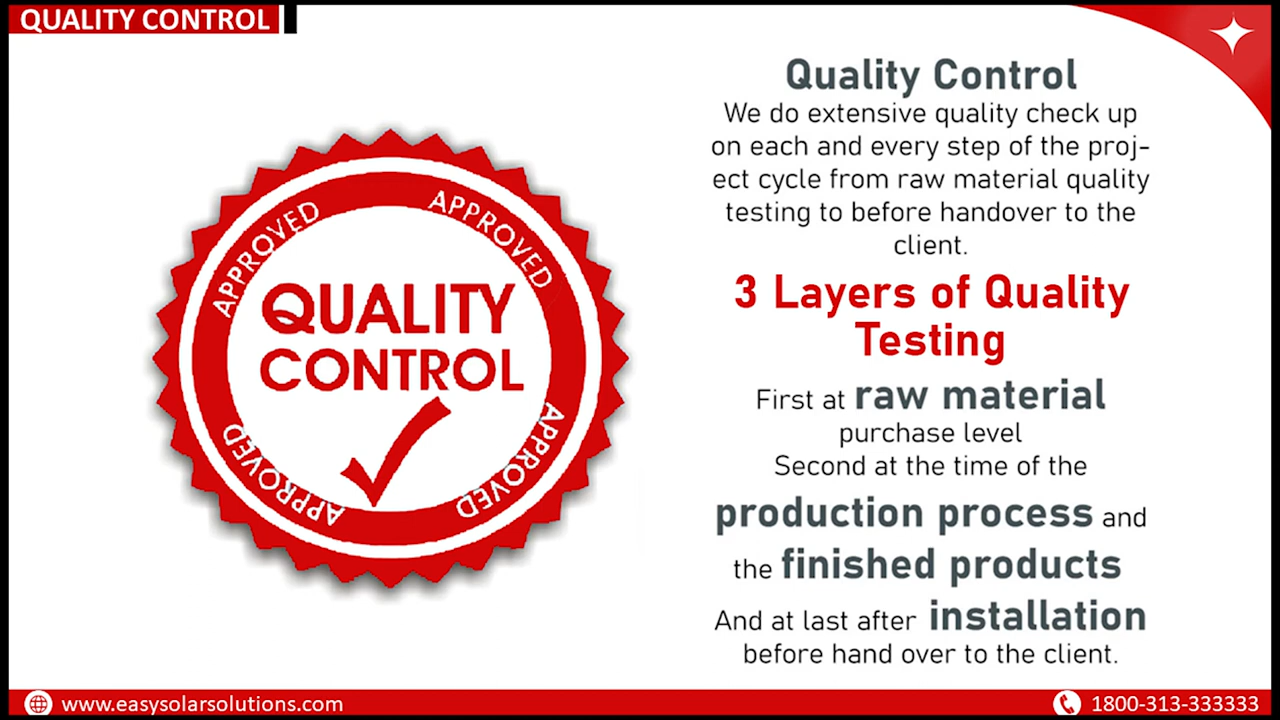 QUALITY CONTROL
APPROVED
APPROVED
QUALITY
CONTROL
APPROVED
APPROVED
Quality Control
We do extensive quality check up
on each and every step of the proj-
ect cycle from raw material quality
testing to before handover to the
client.
3 Layers of Quality
Testing
First at raw material
purchase level
Second at the time of the
production process and
the finished products
And at last after installation
before hand over to the client.
www.easysolarsolutions.com
1800-313-333333